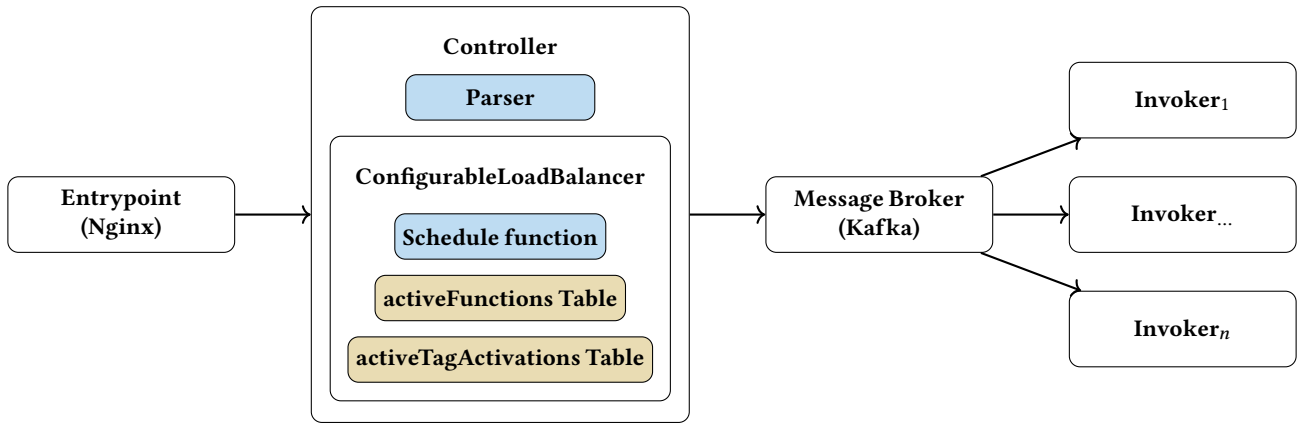 Entrypoint
(Nginx)
Controller
Parser
ConfigurableLoadBalancer
Schedule function
activeFunctions Table
activeTagActivations Table
Message Broker
(Kafka)
Invoker₁
Invoker...
Invokerₙ